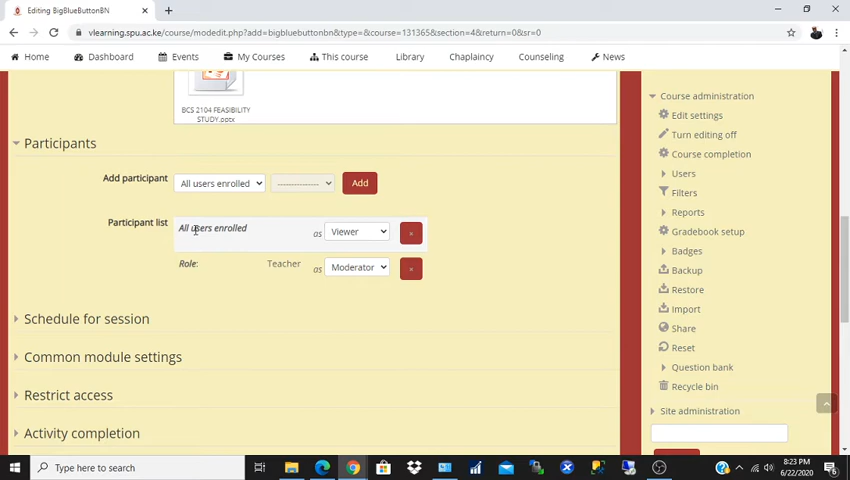 Editing BigBlueButtonBN
vlearning.spu.ac.ke/course/modedit.php?add=bigbluebuttonbn&type=&course=131365&section=4&return=0&sr=0
Home Dashboard Events My Courses This course Library Chaplaincy Counseling News
BCS 2104 FEASIBILITY
STUDY.pptx
Participants
Add participant All users enrolled --------------- Add
Participant list All users enrolled as Viewer ×
Role: Teacher as Moderator ×
Schedule for session
Common module settings
Restrict access
Activity completion
Course administration
Edit settings
Turn editing off
Course completion
Users
Filters
Reports
Gradebook setup
Badges
Backup
Restore
Import
Share
Reset
Question bank
Recycle bin
Site administration
Type here to search
8:23 PM
6/22/2020